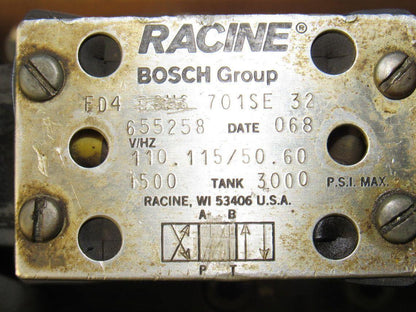 RACINE®
BOSCH Group
FD4 701SE 32
655258 DATE 068
V/HZ
110.115/50.60
1500 TANK 3000 P.S.I. MAX.
RACINE, WI 53406 U.S.A.
A B
P T